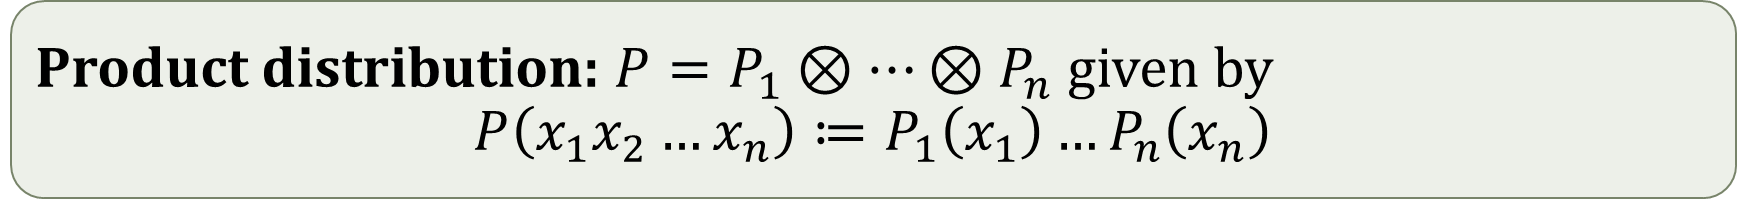 Product distribution: P = P₁ ⊗ ⋯ ⊗ Pₙ given by
P(x₁x₂ … xₙ) ≔ P₁(x₁) … Pₙ(xₙ)